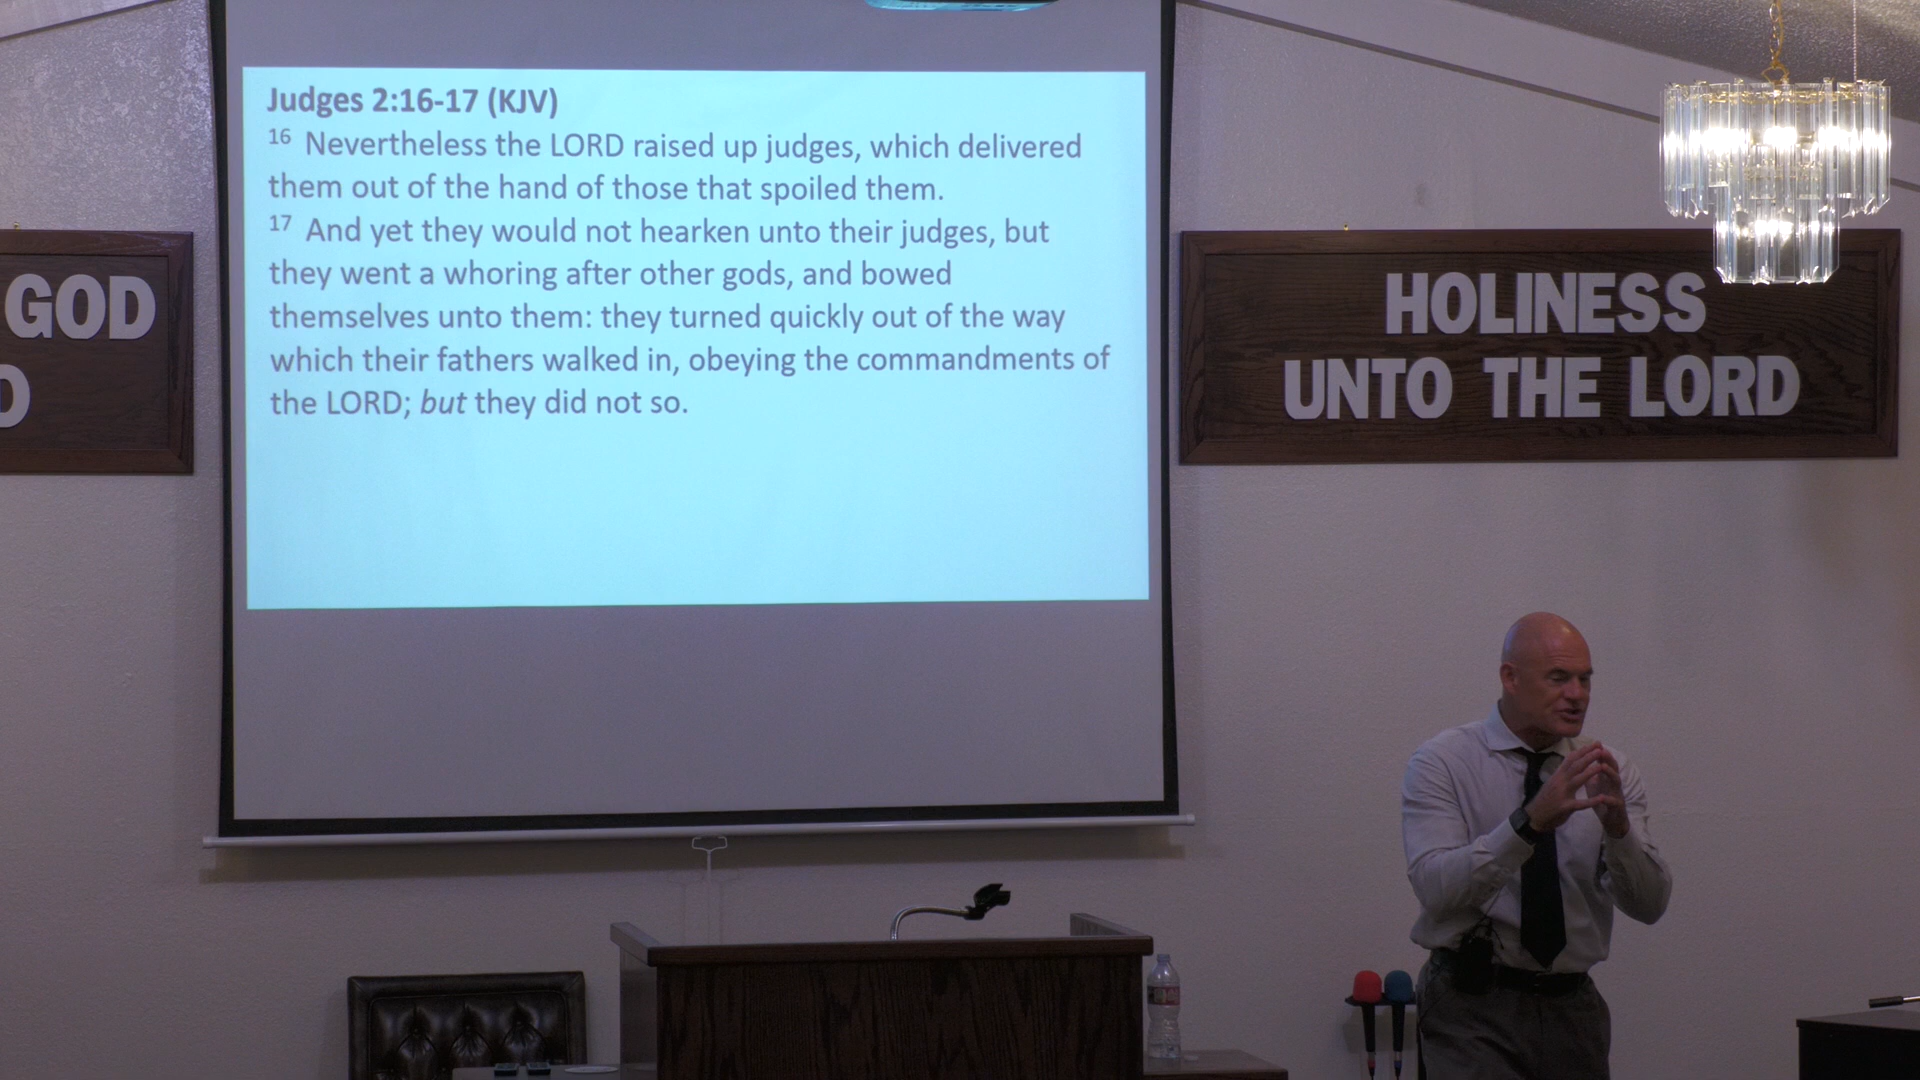 Judges 2:16-17 (KJV)
16 Nevertheless the LORD raised up judges, which delivered
them out of the hand of those that spoiled them.
17 And yet they would not hearken unto their judges, but
they went a whoring after other gods, and bowed
themselves unto them: they turned quickly out of the way
which their fathers walked in, obeying the commandments of
the LORD; but they did not so.
GOD
D
HOLINESS
UNTO THE LORD